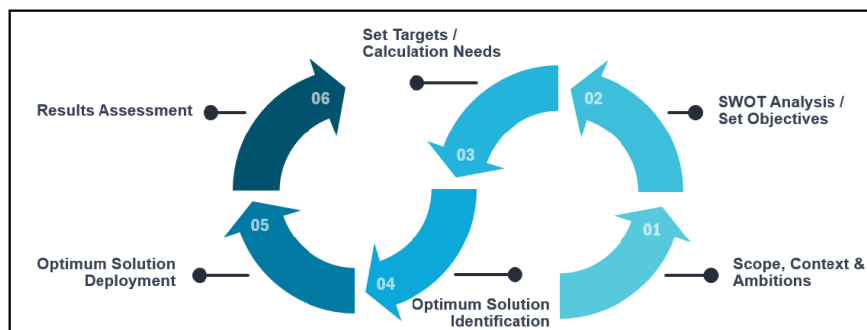 Set Targets /
Calculation Needs
06
02
Results Assessment
SWOT Analysis /
Set Objectives
03
05
01
Optimum Solution
Deployment
04
Optimum Solution
Identification
Scope, Context &
Ambitions